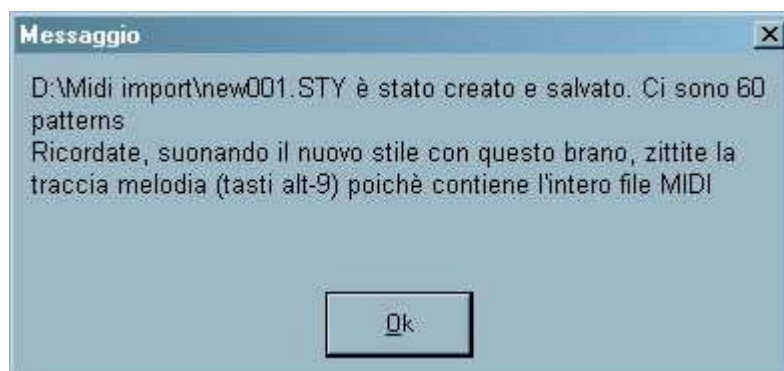 Messaggio
D:\Midi import\new001.STY è stato creato e salvato. Ci sono 60
patterns
Ricordate, suonando il nuovo stile con questo brano, zittite la
traccia melodia (tasti alt-9) poichè contiene l'intero file MIDI
Ok